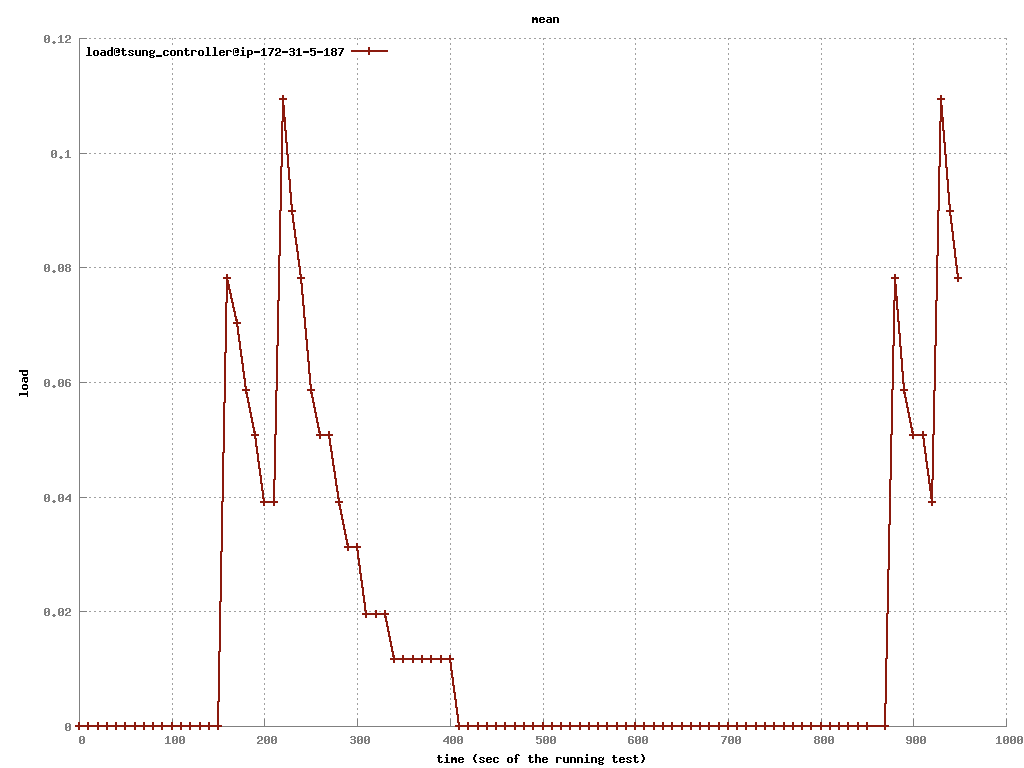 mean
0.12
load@tsung_controller@ip-172-31-5-187
0.1
0.08
0.06
load
0.04
0.02
0
0 100 200 300 400 500 600 700 800 900 1000
time (sec of the running test)